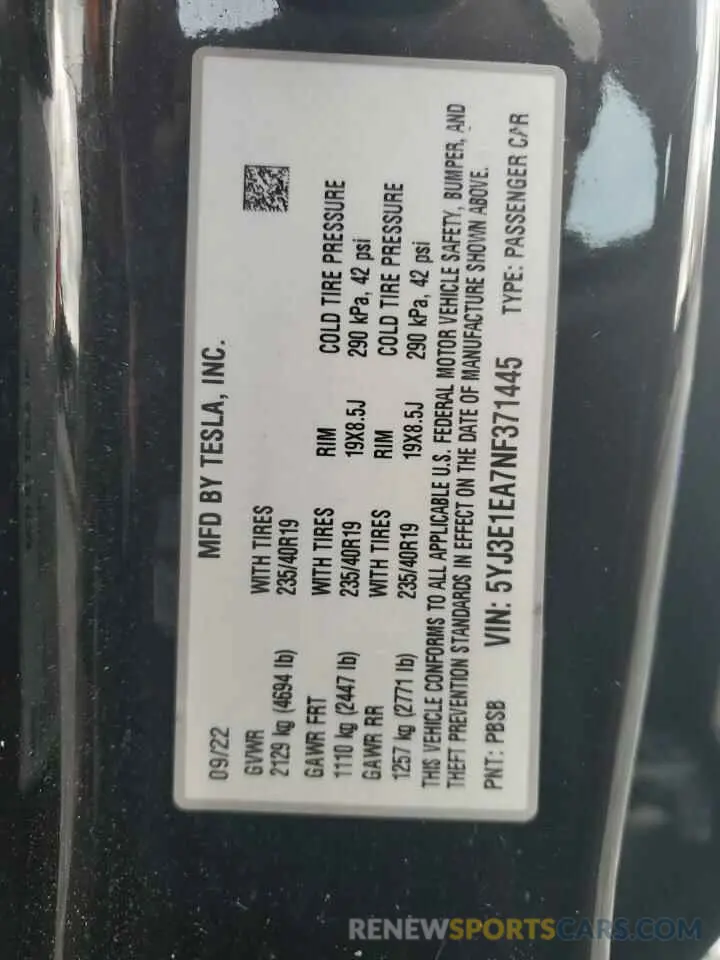 09/22 MFD BY TESLA, INC.
GVWR WITH TIRES
2129 kg (4694 lb) 235/40R19
GAWR FRT WITH TIRES RIM COLD TIRE PRESSURE
1110 kg (2447 lb) 235/40R19 19X8.5J 290 kPa, 42 psi
GAWR RR WITH TIRES RIM COLD TIRE PRESSURE
1257 kg (2771 lb) 235/40R19 19X8.5J 290 kPa, 42 psi
THIS VEHICLE CONFORMS TO ALL APPLICABLE U.S. FEDERAL MOTOR VEHICLE SAFETY, BUMPER, AND
THEFT PREVENTION STANDARDS IN EFFECT ON THE DATE OF MANUFACTURE SHOWN ABOVE.
PNT: PBSB VIN: 5YJ3E1EA7NF371445 TYPE: PASSENGER CAR
RENEWSPORTSCARS.COM